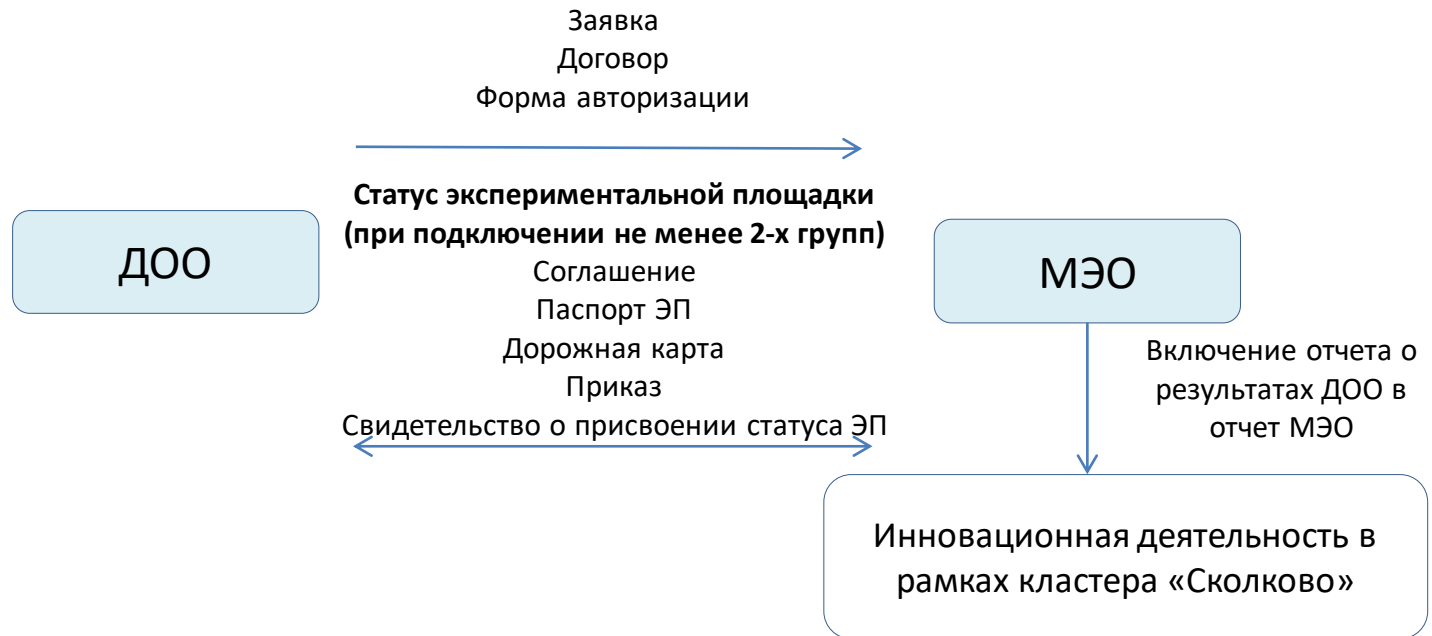 Заявка
Договор
Форма авторизации
Статус экспериментальной площадки
(при подключении не менее 2-х групп)
ДОО
МЭО
Соглашение
Паспорт ЭП
Дорожная карта
Приказ
Свидетельство о присвоении статуса ЭП
Включение отчета о
результатах ДОО в
отчет МЭО
Инновационная деятельность в
рамках кластера «Сколково»